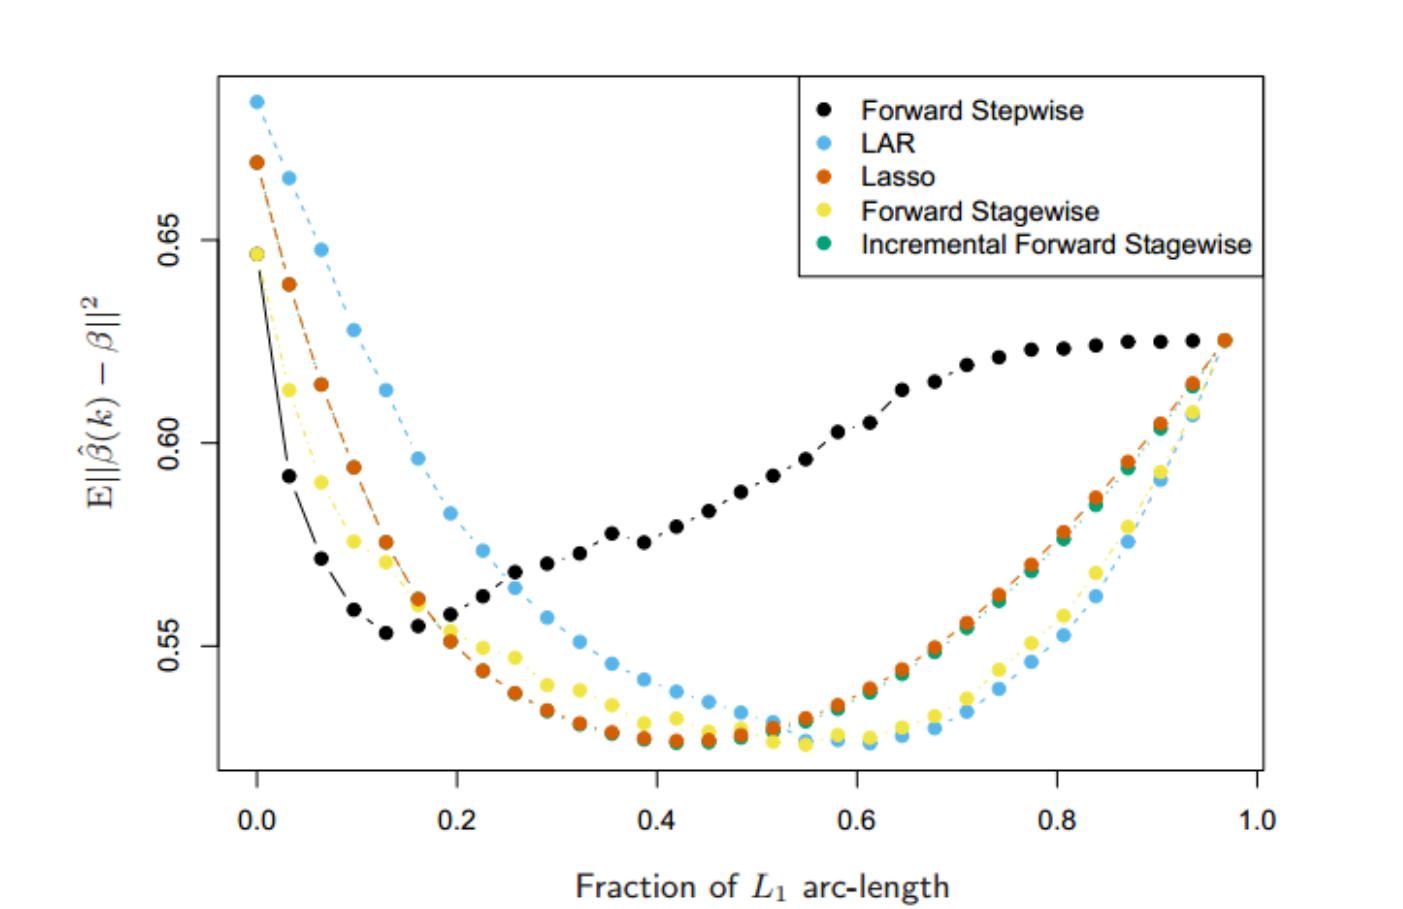 Forward Stepwise
LAR
Lasso
Forward Stagewise
Incremental Forward Stagewise
E||β̂(k) − β||²
0.65
0.60
0.55
0.0 0.2 0.4 0.6 0.8 1.0
Fraction of L₁ arc-length